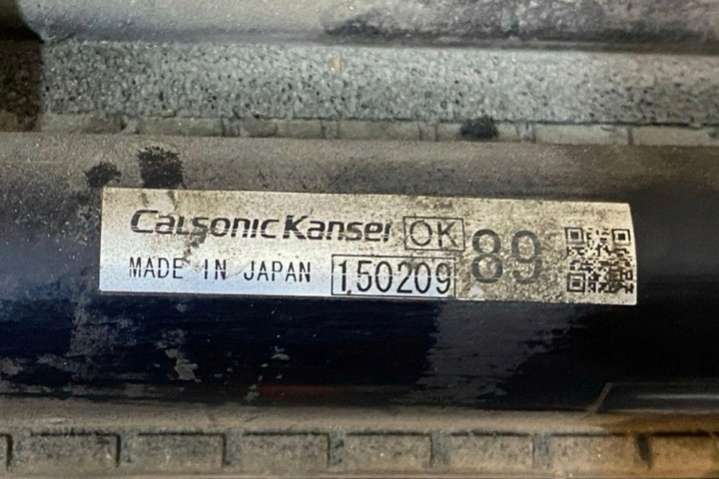 CalsonicKansei OK 89
MADE IN JAPAN 150209